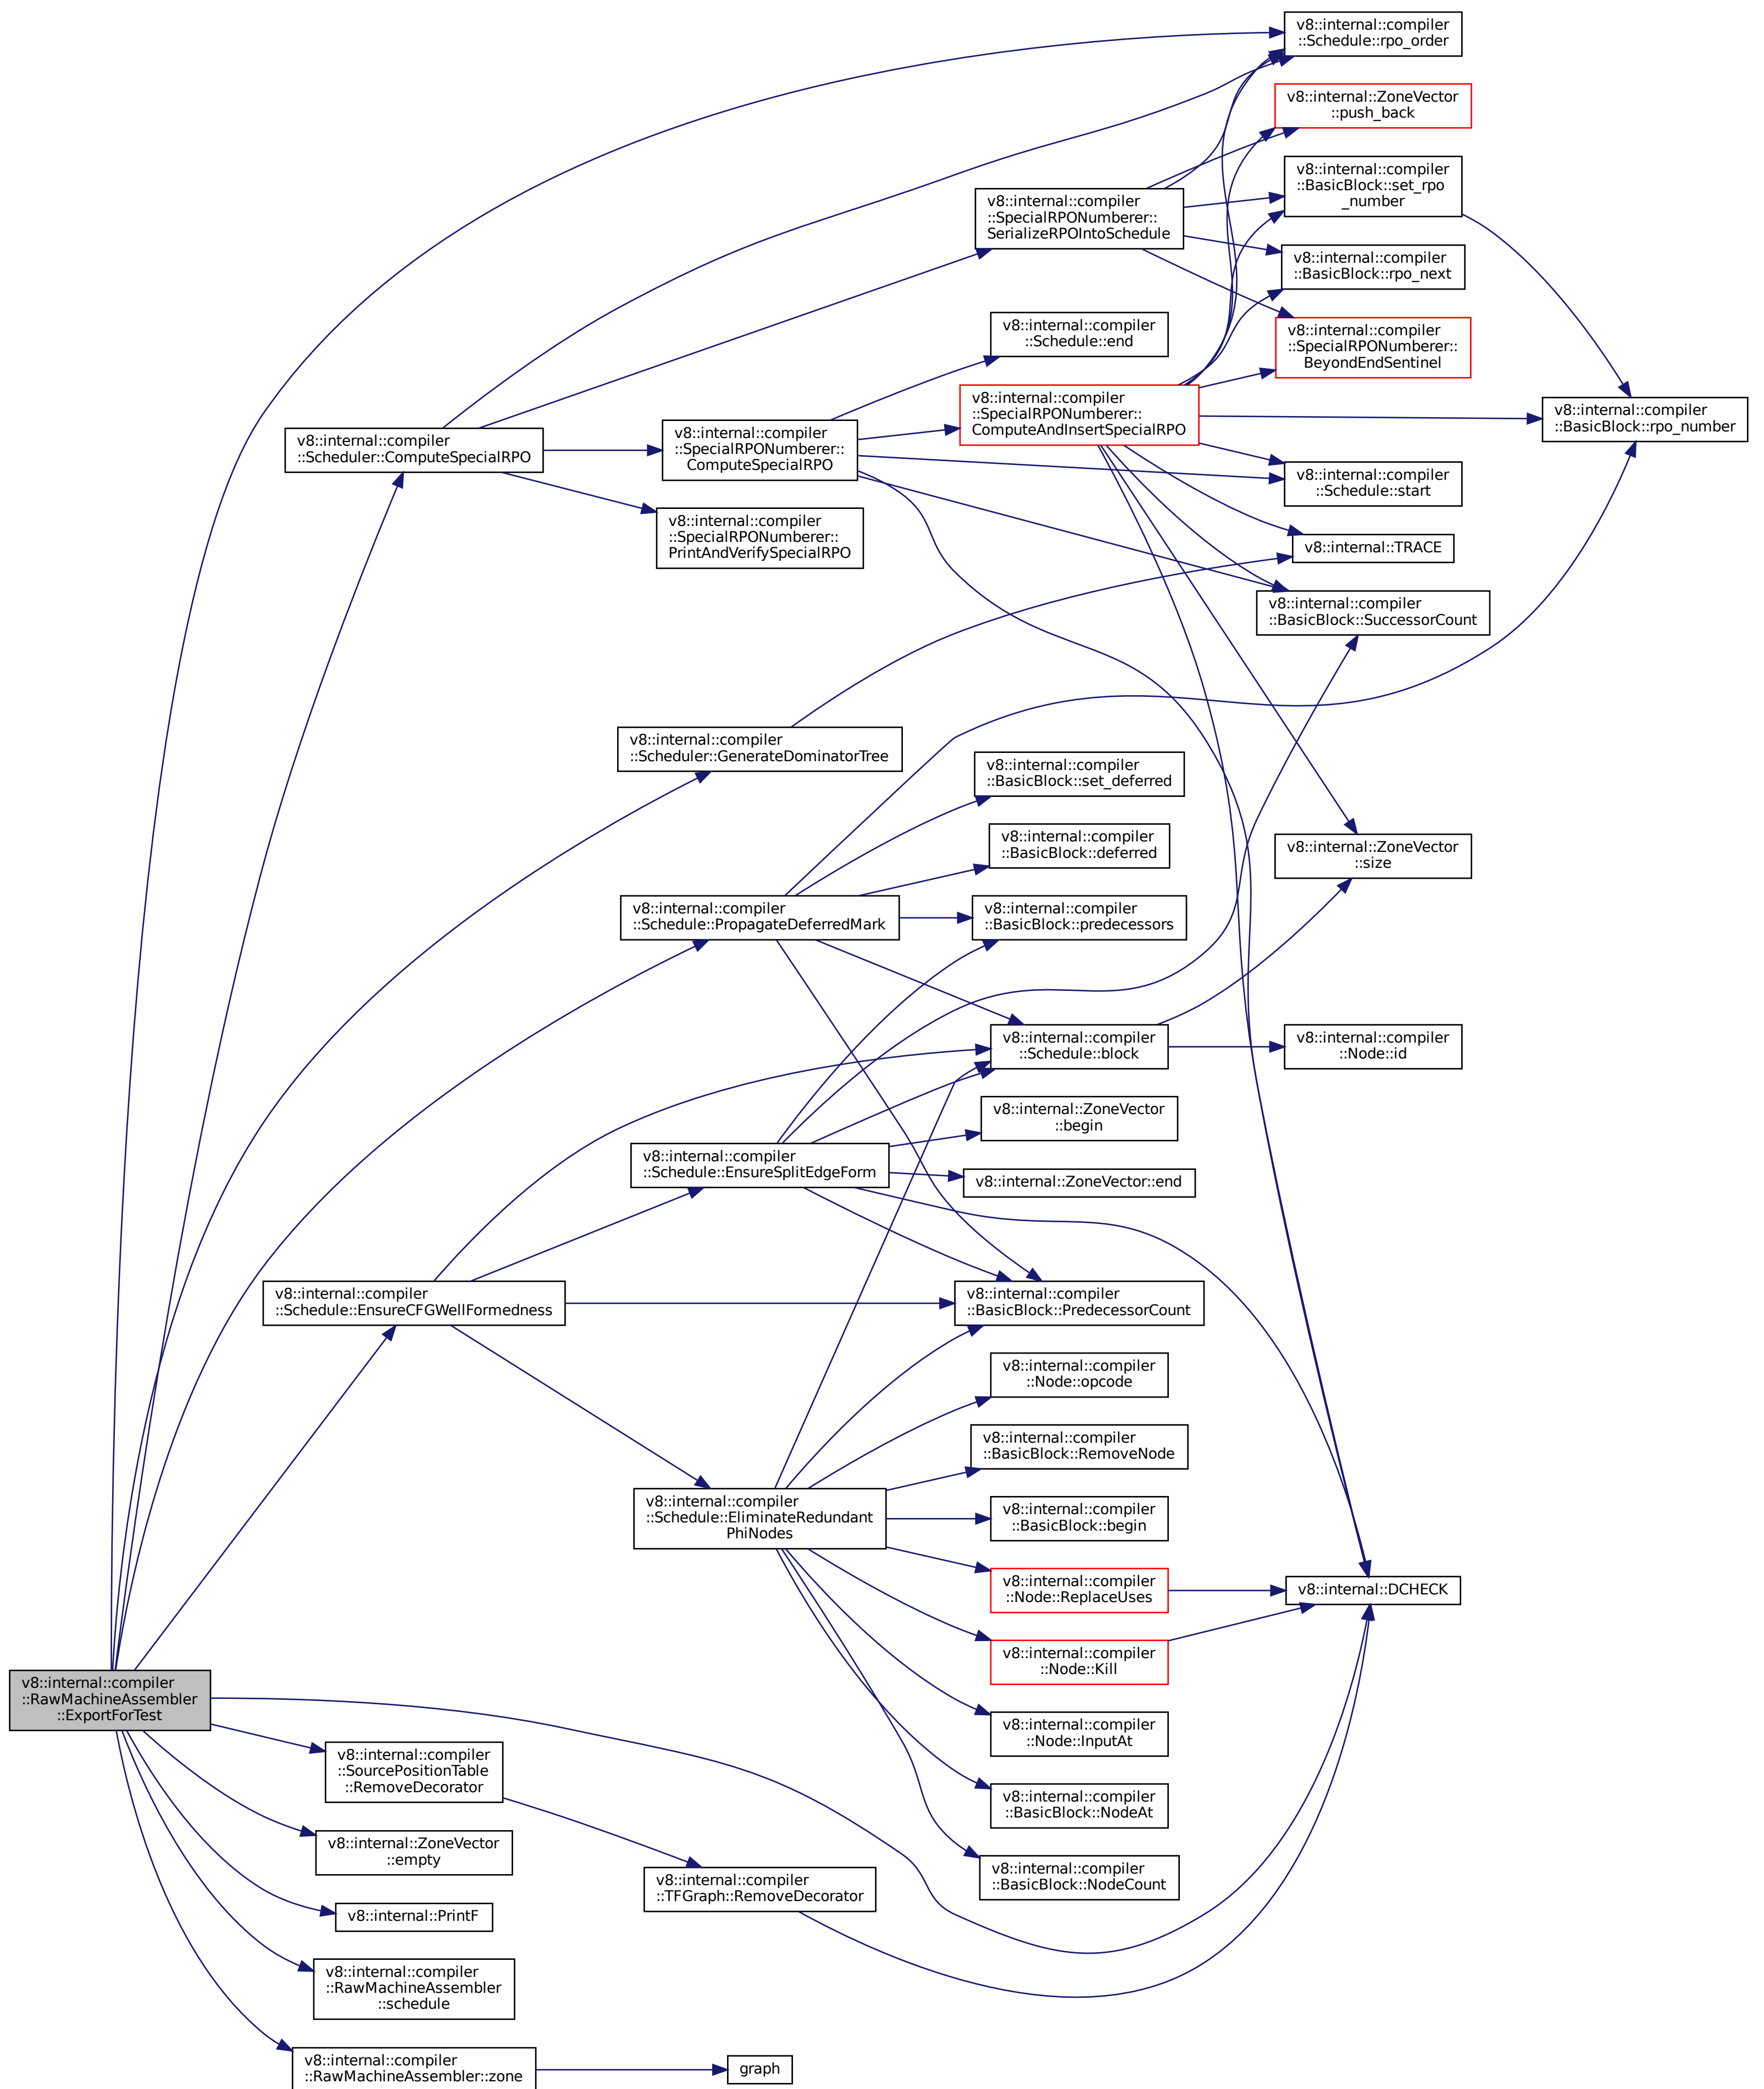 v8::internal::compiler
::Schedule::rpo_order
v8::internal::ZoneVector
::push_back
v8::internal::compiler
::BasicBlock::set_rpo
_number
v8::internal::compiler
::SpecialRPONumberer::
SerializeRPOIntoSchedule
v8::internal::compiler
::BasicBlock::rpo_next
v8::internal::compiler
::Schedule::end
v8::internal::compiler
::SpecialRPONumberer::
BeyondEndSentinel
v8::internal::compiler
::SpecialRPONumberer::
ComputeAndInsertSpecialRPO
v8::internal::compiler
::BasicBlock::rpo_number
v8::internal::compiler
::Scheduler::ComputeSpecialRPO
v8::internal::compiler
::SpecialRPONumberer::
ComputeSpecialRPO
v8::internal::compiler
::Schedule::start
v8::internal::compiler
::SpecialRPONumberer::
PrintAndVerifySpecialRPO
v8::internal::TRACE
v8::internal::compiler
::BasicBlock::SuccessorCount
v8::internal::compiler
::Scheduler::GenerateDominatorTree
v8::internal::compiler
::BasicBlock::set_deferred
v8::internal::compiler
::BasicBlock::deferred
v8::internal::ZoneVector
::size
v8::internal::compiler
::Schedule::PropagateDeferredMark
v8::internal::compiler
::BasicBlock::predecessors
v8::internal::compiler
::Schedule::block
v8::internal::compiler
::Node::id
v8::internal::ZoneVector
::begin
v8::internal::compiler
::Schedule::EnsureSplitEdgeForm
v8::internal::ZoneVector::end
v8::internal::compiler
::Schedule::EnsureCFGWellFormedness
v8::internal::compiler
::BasicBlock::PredecessorCount
v8::internal::compiler
::Node::opcode
v8::internal::compiler
::BasicBlock::RemoveNode
v8::internal::compiler
::Schedule::EliminateRedundant
PhiNodes
v8::internal::compiler
::BasicBlock::begin
v8::internal::compiler
::Node::ReplaceUses
v8::internal::DCHECK
v8::internal::compiler
::Node::Kill
v8::internal::compiler
::RawMachineAssembler
::ExportForTest
v8::internal::compiler
::Node::InputAt
v8::internal::compiler
::SourcePositionTable
::RemoveDecorator
v8::internal::compiler
::BasicBlock::NodeAt
v8::internal::ZoneVector
::empty
v8::internal::compiler
::BasicBlock::NodeCount
v8::internal::compiler
::TFGraph::RemoveDecorator
v8::internal::PrintF
v8::internal::compiler
::RawMachineAssembler
::schedule
v8::internal::compiler
::RawMachineAssembler::zone
graph